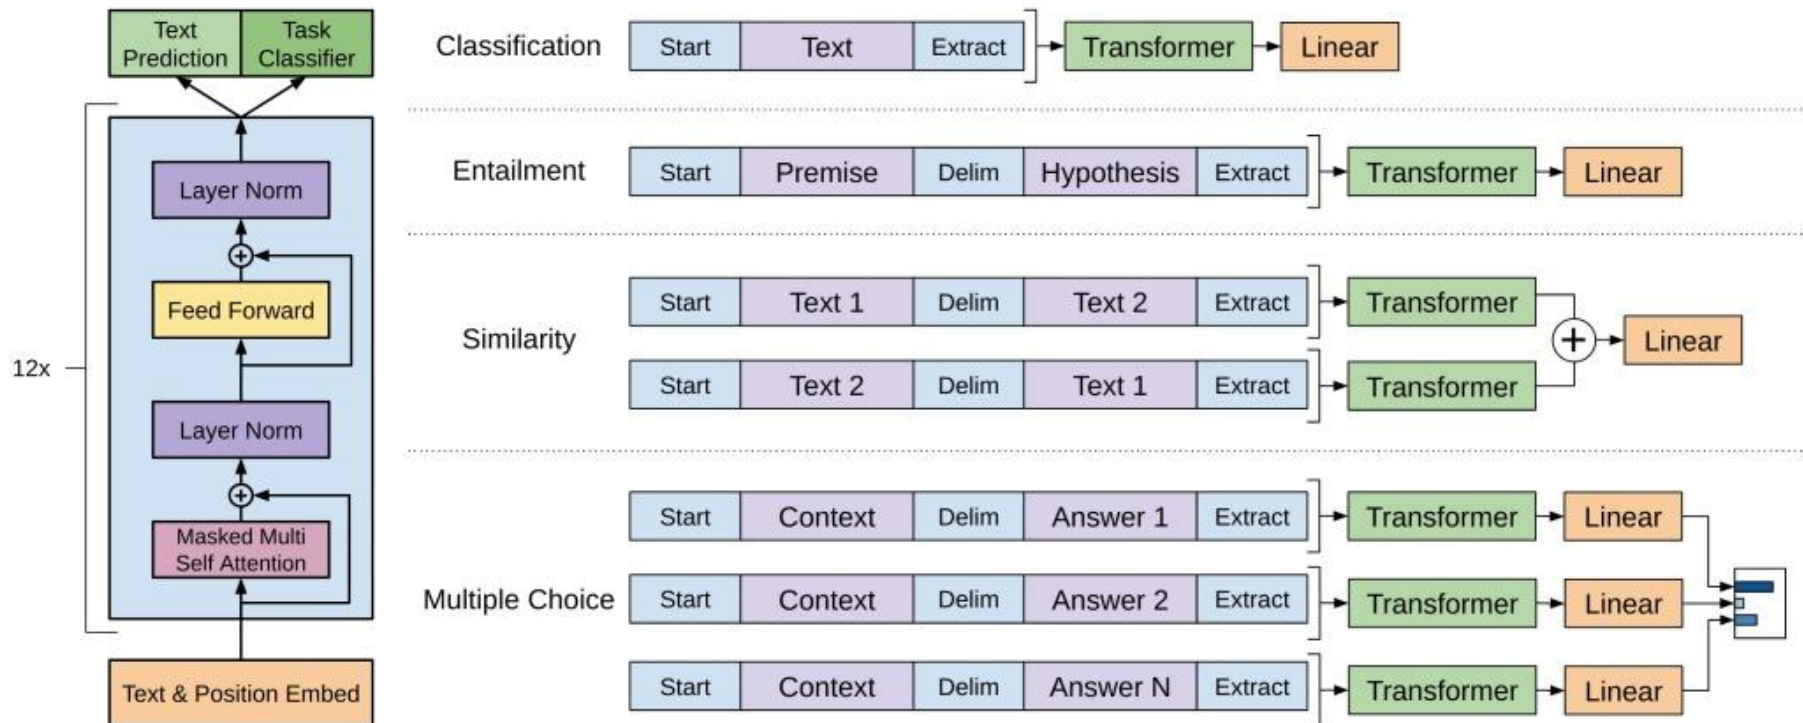 Text
Prediction
Task
Classifier
Layer Norm
Feed Forward
12x
Layer Norm
Masked Multi
Self Attention
Text & Position Embed
Classification
Start Text Extract Transformer Linear
Entailment
Start Premise Delim Hypothesis Extract Transformer Linear
Similarity
Start Text 1 Delim Text 2 Extract Transformer
Start Text 2 Delim Text 1 Extract Transformer
+ Linear
Multiple Choice
Start Context Delim Answer 1 Extract Transformer Linear
Start Context Delim Answer 2 Extract Transformer Linear
Start Context Delim Answer N Extract Transformer Linear